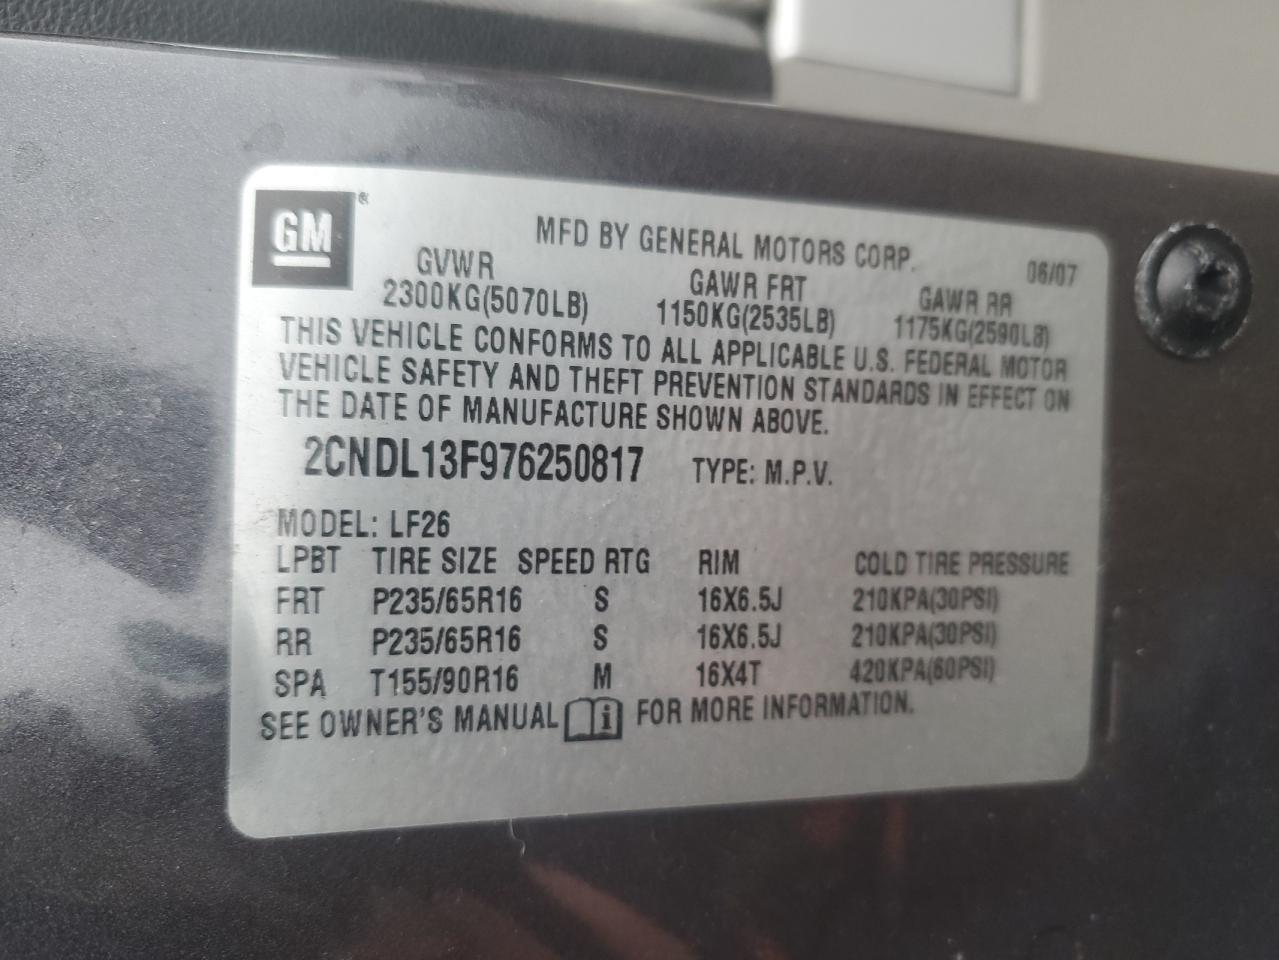 GM®
MFD BY GENERAL MOTORS CORP. 06/07
GVWR GAWR FRT GAWR RR
2300KG(5070LB) 1150KG(2535LB) 1175KG(2590LB)
THIS VEHICLE CONFORMS TO ALL APPLICABLE U.S. FEDERAL MOTOR
VEHICLE SAFETY AND THEFT PREVENTION STANDARDS IN EFFECT ON
THE DATE OF MANUFACTURE SHOWN ABOVE.
2CNDL13F976250817 TYPE: M.P.V.
MODEL: LF26
LPBT TIRE SIZE SPEED RTG RIM COLD TIRE PRESSURE
FRT P235/65R16 S 16X6.5J 210KPA(30PSI)
RR P235/65R16 S 16X6.5J 210KPA(30PSI)
SPA T155/90R16 M 16X4T 420KPA(60PSI)
SEE OWNER'S MANUAL i FOR MORE INFORMATION.